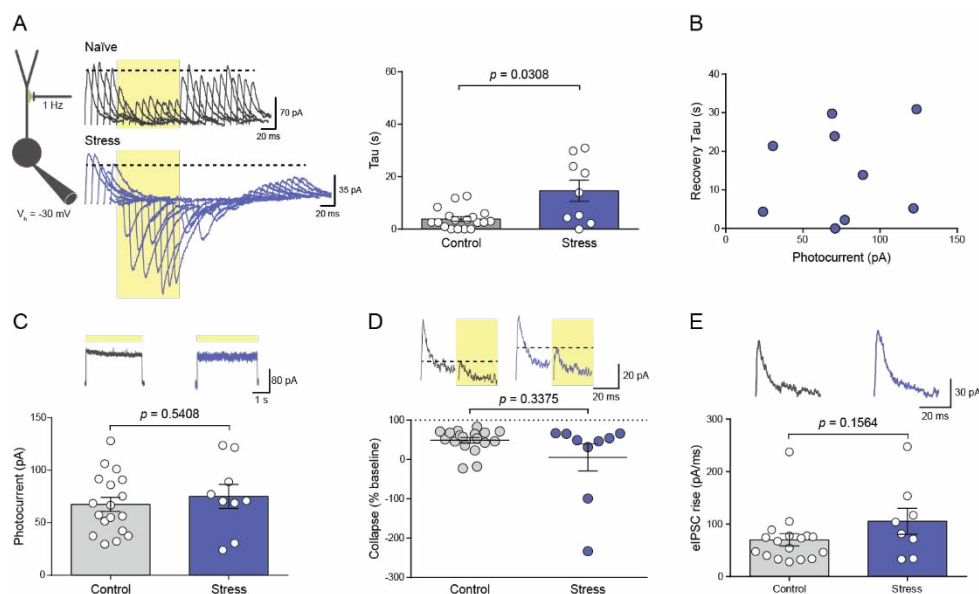 A
Naïve
1 Hz
70 pA
20 ms
Stress
35 pA
20 ms
Vh = -30 mV
p = 0.0308
60
40
20
0
Tau (s)
Control
Stress
B
40
30
20
10
0
Recovery Tau (s)
0
50
100
150
Photocurrent (pA)
C
80 pA
1 s
p = 0.5408
150
100
50
0
Photocurrent (pA)
Control
Stress
D
20 pA
20 ms
p = 0.3375
100
0
-100
-200
-300
Collapse (% baseline)
Control
Stress
E
30 pA
20 ms
p = 0.1564
300
200
100
0
eIPSC rise (pA/ms)
Control
Stress